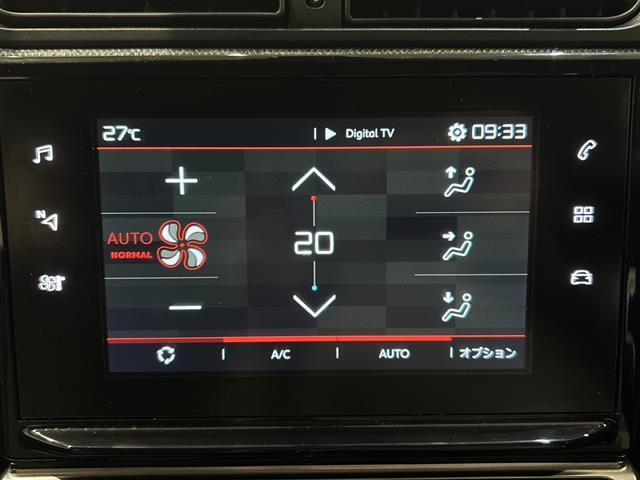 27℃
Digital TV
09:33
N
AUTO
NORMAL
20
A/C
AUTO
オプション